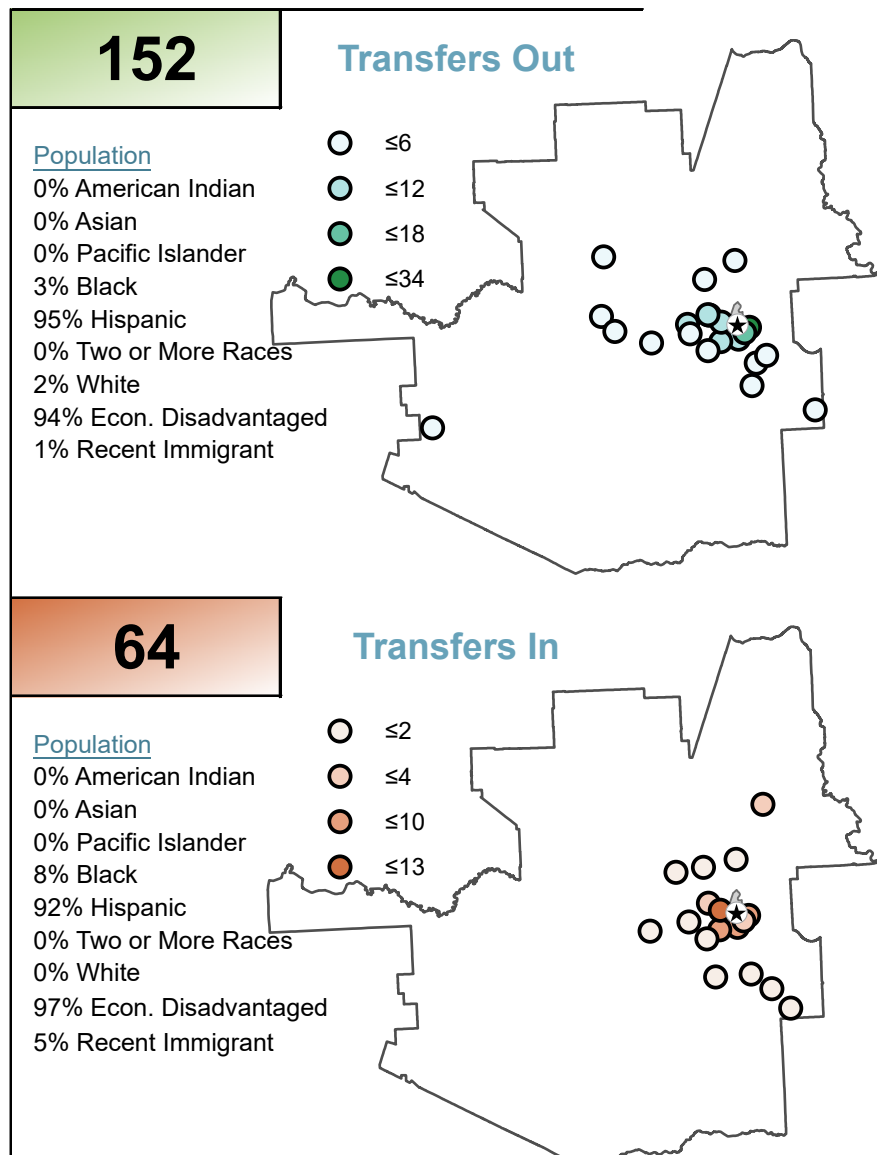 152
Transfers Out
Population
0% American Indian
0% Asian
0% Pacific Islander
3% Black
95% Hispanic
0% Two or More Races
2% White
94% Econ. Disadvantaged
1% Recent Immigrant
≤6
≤12
≤18
≤34
64
Transfers In
Population
0% American Indian
0% Asian
0% Pacific Islander
8% Black
92% Hispanic
0% Two or More Races
0% White
97% Econ. Disadvantaged
5% Recent Immigrant
≤2
≤4
≤10
≤13